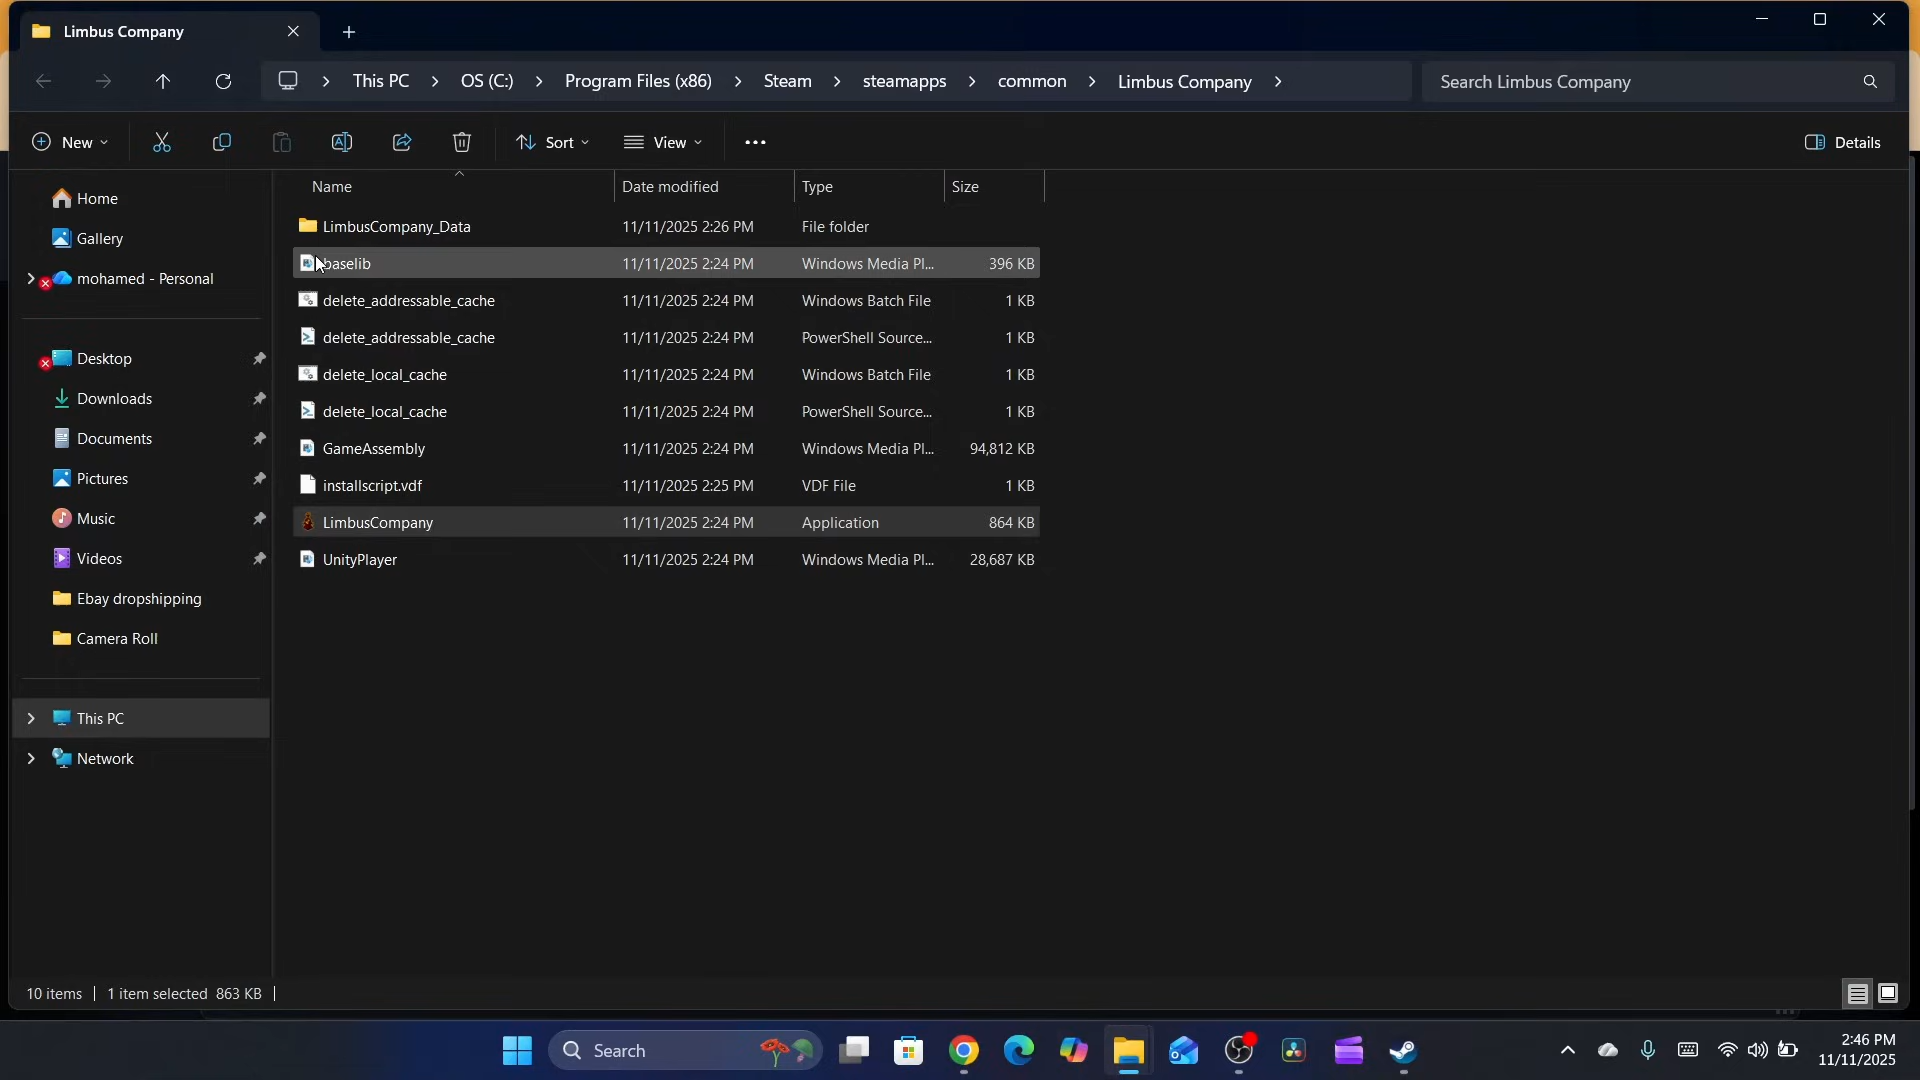 Limbus Company
This PC OS (C:) Program Files (x86) Steam steamapps common Limbus Company
Search Limbus Company
New Sort View Details
Name Date modified Type Size
LimbusCompany_Data 11/11/2025 2:26 PM File folder
baselib 11/11/2025 2:24 PM Windows Media Pl... 396 KB
delete_addressable_cache 11/11/2025 2:24 PM Windows Batch File 1 KB
delete_addressable_cache 11/11/2025 2:24 PM PowerShell Source... 1 KB
delete_local_cache 11/11/2025 2:24 PM Windows Batch File 1 KB
delete_local_cache 11/11/2025 2:24 PM PowerShell Source... 1 KB
GameAssembly 11/11/2025 2:24 PM Windows Media Pl... 94,812 KB
installscript.vdf 11/11/2025 2:25 PM VDF File 1 KB
LimbusCompany 11/11/2025 2:24 PM Application 864 KB
UnityPlayer 11/11/2025 2:24 PM Windows Media Pl... 28,687 KB
Home
Gallery
mohamed - Personal
Desktop
Downloads
Documents
Pictures
Music
Videos
Ebay dropshipping
Camera Roll
This PC
Network
10 items 1 item selected 863 KB
Search
2:46 PM
11/11/2025